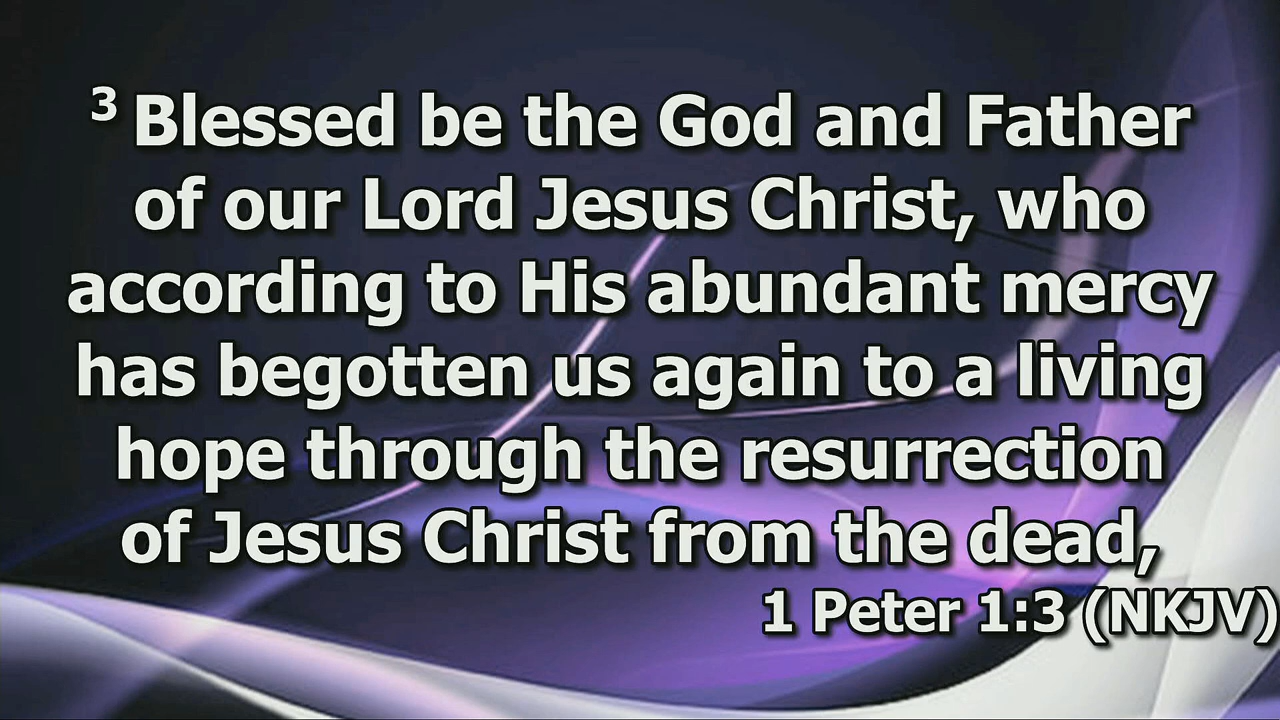 3 Blessed be the God and Father
of our Lord Jesus Christ, who
according to His abundant mercy
has begotten us again to a living
hope through the resurrection
of Jesus Christ from the dead,
1 Peter 1:3 (NKJV)